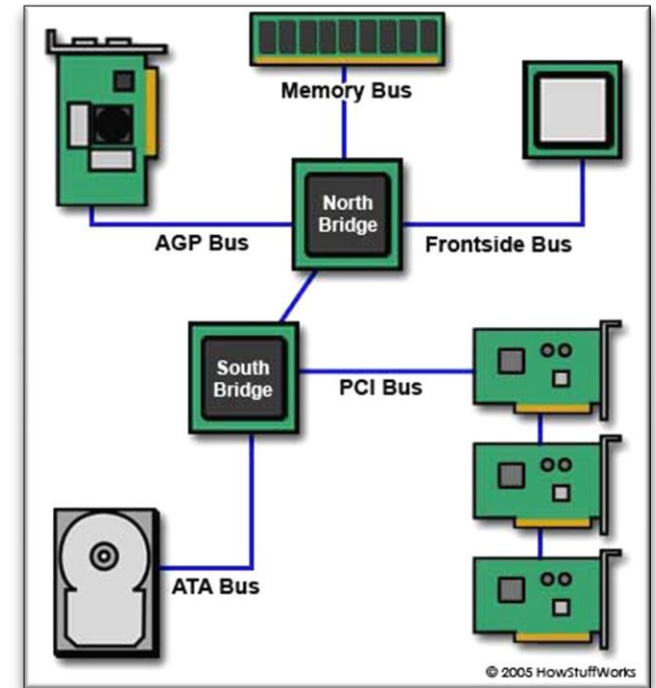 Memory Bus
North
Bridge
AGP Bus
Frontside Bus
South
Bridge
PCI Bus
ATA Bus
© 2005 HowStuffWorks